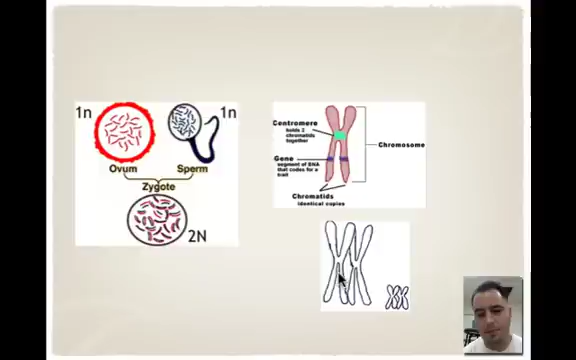 1n
1n
Ovum
Sperm
Zygote
2N
Centromere
holds 2
chromatids
together
Gene
segment of DNA
that codes for a
trait
Chromosome
Chromatids
identical copies